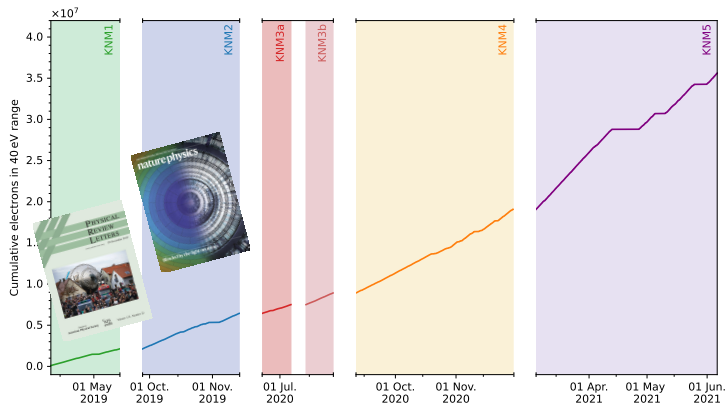 ×10⁷
Cumulative electrons in 40 eV range
4.0
3.5
3.0
2.5
2.0
1.
1.0
0.5
0.0
KNM1
KNM2
KNM3a
KNM3b
KNM4
KNM5
nature physics
PHYSICAL
REVIEW
LETTERS
01 May
2019
01 Oct.
2019
01 Nov.
2019
01 Jul.
2020
01 Oct.
2020
01 Nov.
2020
01 Apr.
2021
01 May
2021
01 Jun.
2021